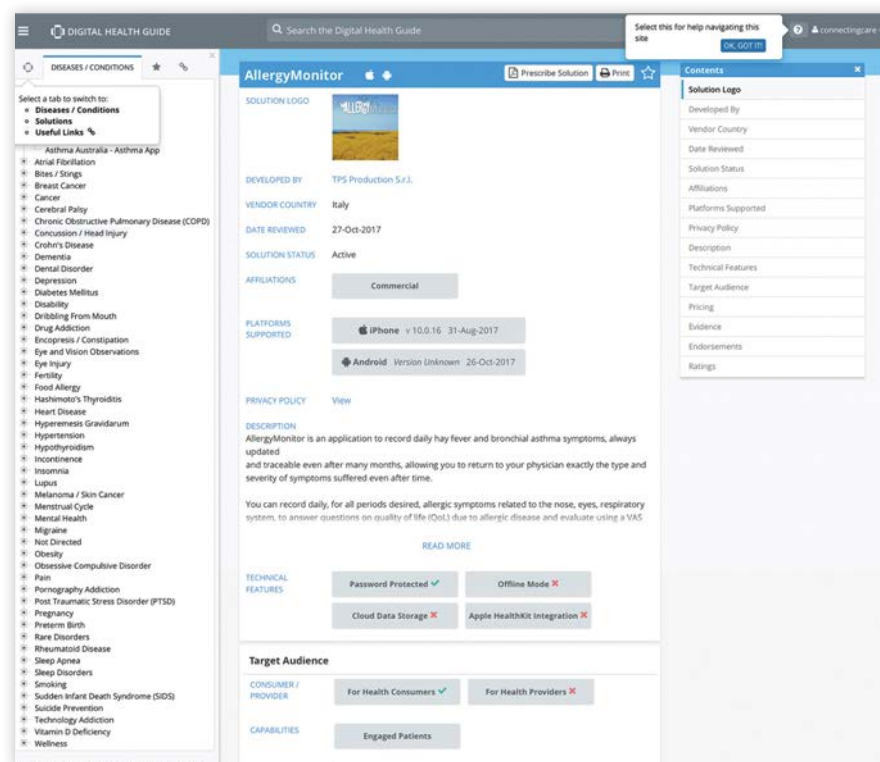 DIGITAL HEALTH GUIDE
Search the Digital Health Guide
Select this for help navigating this
site
OK, GOT IT!
connectingcare
DISEASES / CONDITIONS
Select a tab to switch to:
Diseases / Conditions
Solutions
Useful Links
Asthma Australia - Asthma App
Atrial Fibrillation
Bites / Stings
Breast Cancer
Cancer
Cerebral Palsy
Chronic Obstructive Pulmonary Disease (COPD)
Concussion / Head Injury
Crohn's Disease
Dementia
Dental Disorder
Depression
Diabetes Mellitus
Disability
Dribbling From Mouth
Drug Addiction
Encopresis / Constipation
Eye and Vision Observations
Eye Injury
Fertility
Food Allergy
Hashimoto's Thyroiditis
Heart Disease
Hyperemesis Gravidarum
Hypertension
Hypothyroidism
Incontinence
Insomnia
Lupus
Melanoma / Skin Cancer
Menstrual Cycle
Mental Health
Migraine
Not Directed
Obesity
Obsessive Compulsive Disorder
Pain
Pornography Addiction
Post Traumatic Stress Disorder (PTSD)
Pregnancy
Preterm Birth
Rare Disorders
Rheumatoid Disease
Sleep Apnea
Sleep Disorders
Smoking
Sudden Infant Death Syndrome (SIDS)
Suicide Prevention
Technology Addiction
Vitamin D Deficiency
Wellness
AllergyMonitor
Prescribe Solution
Print
SOLUTION LOGO
DEVELOPED BY
TPS Production S.r.l.
VENDOR COUNTRY
Italy
DATE REVIEWED
27-Oct-2017
SOLUTION STATUS
Active
AFFILIATIONS
Commercial
PLATFORMS
SUPPORTED
iPhone v 10.0.16 31-Aug-2017
Android Version Unknown 26-Oct-2017
PRIVACY POLICY
View
DESCRIPTION
AllergyMonitor is an application to record daily hay fever and bronchial asthma symptoms, always
updated
and traceable even after many months, allowing you to return to your physician exactly the type and
severity of symptoms suffered even after time.
You can record daily, for all periods desired, allergic symptoms related to the nose, eyes, respiratory
system, to answer questions on quality of life (QoL) due to allergic disease and evaluate using a VAS
READ MORE
TECHNICAL
FEATURES
Password Protected
Offline Mode
Cloud Data Storage
Apple HealthKit Integration
Target Audience
CONSUMER /
PROVIDER
For Health Consumers
For Health Providers
CAPABILITIES
Engaged Patients
Contents
Solution Logo
Developed By
Vendor Country
Date Reviewed
Solution Status
Affiliations
Platforms Supported
Privacy Policy
Description
Technical Features
Target Audience
Pricing
Evidence
Endorsements
Ratings